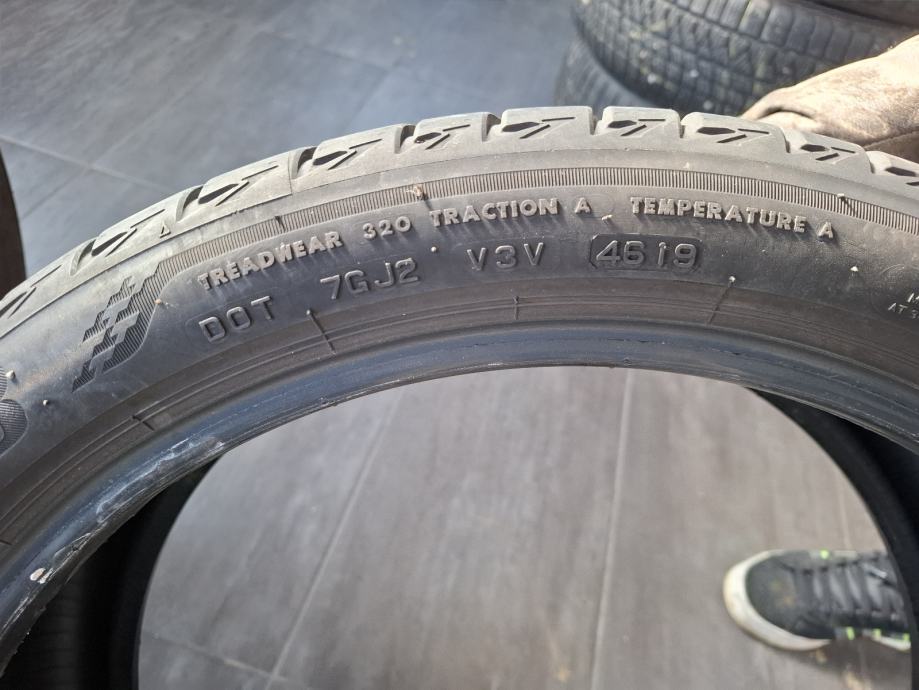 TREADWEAR 320 TRACTION A TEMPERATURE A
DOT 7GJ2 V3V 4619